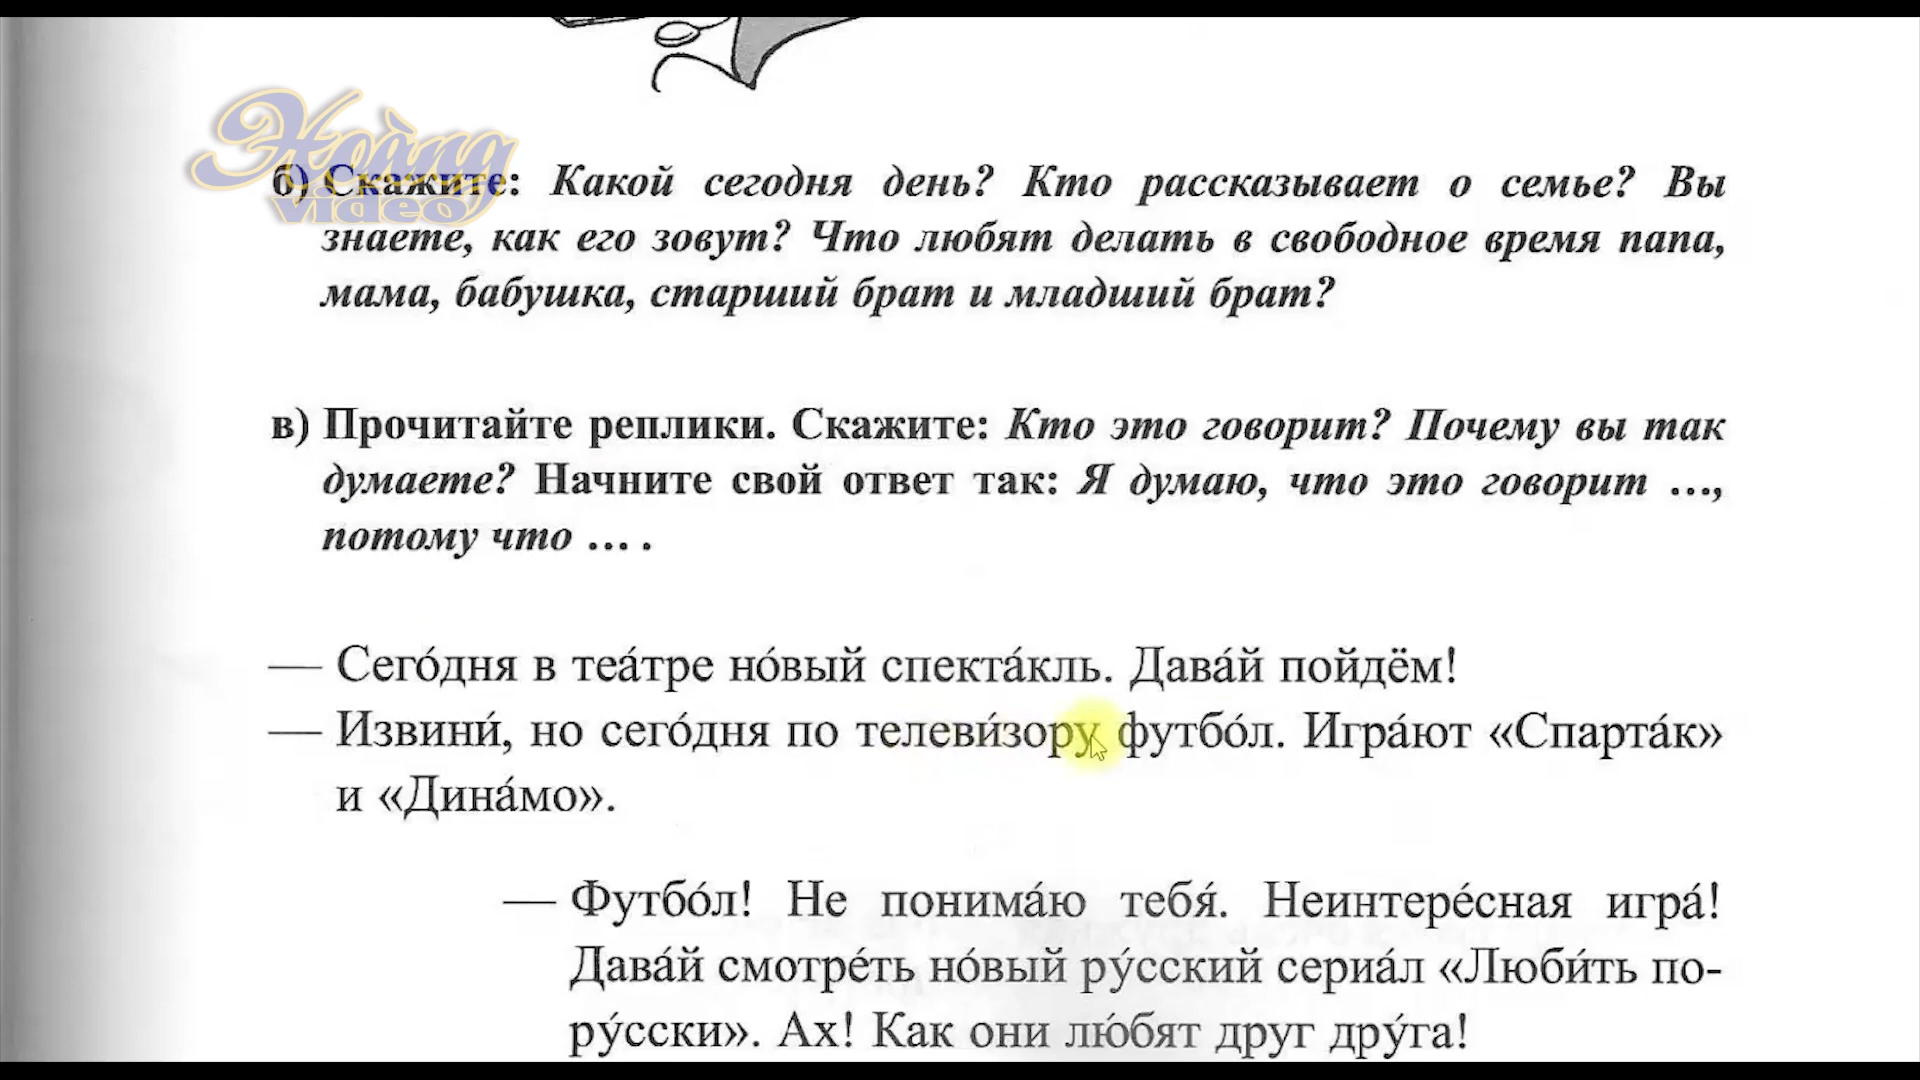 Hoàng
video
б) Скажите: Какой сегодня день? Кто рассказывает о семье? Вы
знаете, как его зовут? Что любят делать в свободное время папа,
мама, бабушка, старший брат и младший брат?
в) Прочитайте реплики. Скажите: Кто это говорит? Почему вы так
думаете? Начните свой ответ так: Я думаю, что это говорит …,
потому что … .
— Сего́дня в теа́тре но́вый спекта́кль. Дава́й пойдём!
— Извини́, но сего́дня по телеви́зору футбо́л. Игра́ют «Спарта́к»
и «Дина́мо».
— Футбо́л! Не понима́ю тебя́. Неинтере́сная игра́!
Дава́й смотре́ть но́вый ру́сский сериа́л «Люби́ть по-
ру́сски». Ах! Как они лю́бят друг дру́га!